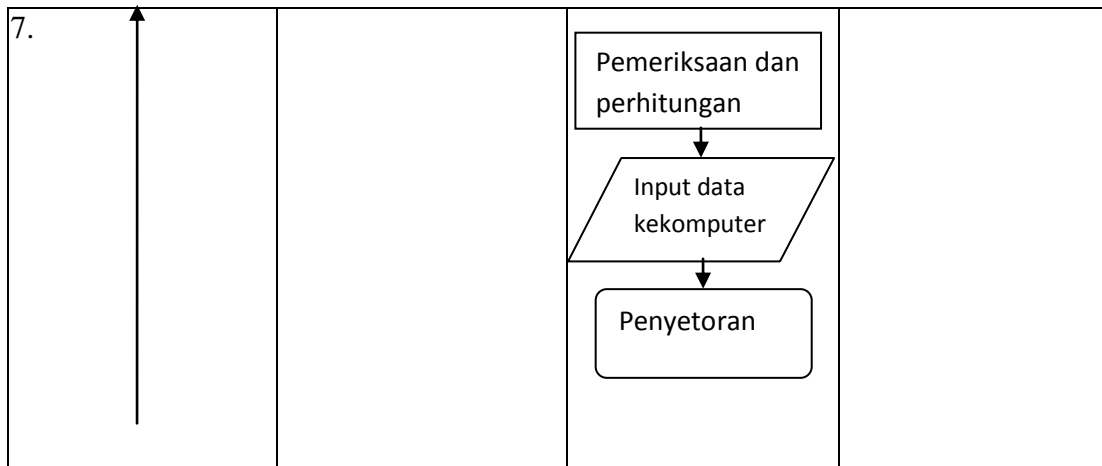 7.
Pemeriksaan dan
perhitungan
Input data
kekomputer
Penyetoran